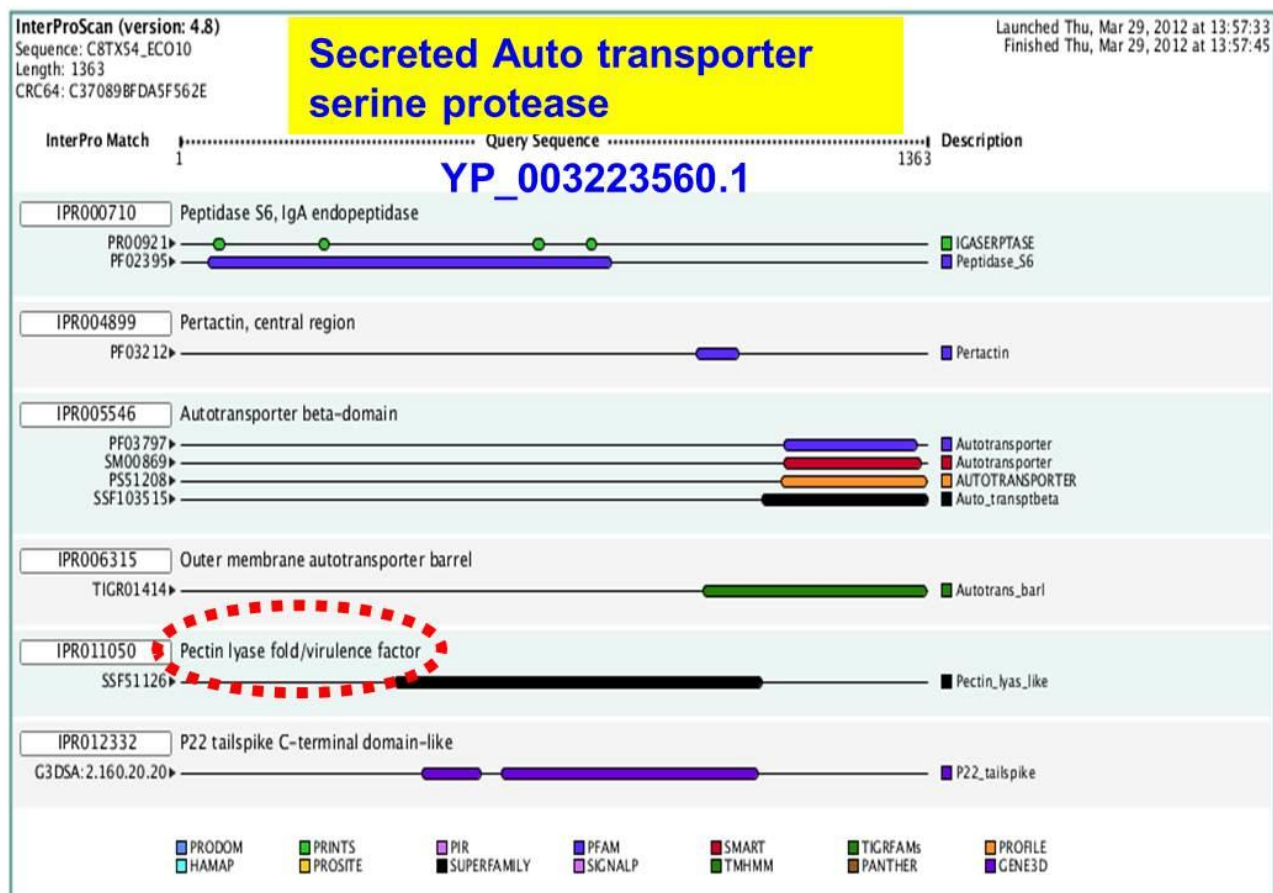 InterProScan (version: 4.8)
Sequence: C8TX54_ECO10
Length: 1363
CRC64: C37089BFDA5F562E
Secreted Auto transporter
serine protease
Launched Thu, Mar 29, 2012 at 13:57:33
Finished Thu, Mar 29, 2012 at 13:57:45
InterPro Match Query Sequence Description
1 1363
YP_003223560.1
IPR000710 Peptidase S6, IgA endopeptidase
PR00921 IGASERPTASE
PF02395 Peptidase_S6
IPR004899 Pertactin, central region
PF03212 Pertactin
IPR005546 Autotransporter beta-domain
PF03797 Autotransporter
SM00869 Autotransporter
PS51208 AUTOTRANSPORTER
SSF103515 Auto_transptbeta
IPR006315 Outer membrane autotransporter barrel
TIGR01414 Autotrans_barl
IPR011050 Pectin lyase fold/virulence factor
SSF51126 Pectin_lyas_like
IPR012332 P22 tailspike C-terminal domain-like
G3DSA:2.160.20.20 P22_tailspike
PRODOM PRINTS PIR PFAM SMART TIGRFAMs PROFILE
HAMAP PROSITE SUPERFAMILY SIGNALP TMHMM PANTHER GENE3D